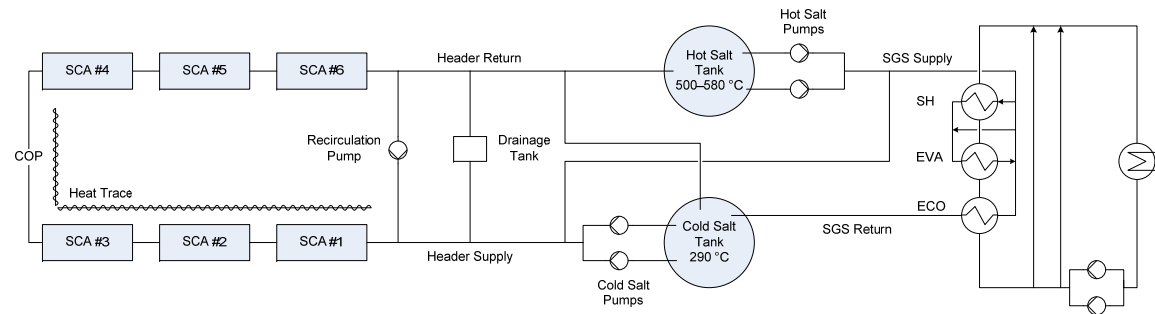 Hot Salt
Pumps
SCA #4
SCA #5
SCA #6
Header Return
Hot Salt
Tank
500–580 °C
SGS Supply
SH
Recirculation
Pump
Drainage
Tank
COP
EVA
Heat Trace
ECO
SCA #3
SCA #2
SCA #1
Header Supply
Cold Salt
Tank
290 °C
SGS Return
Cold Salt
Pumps